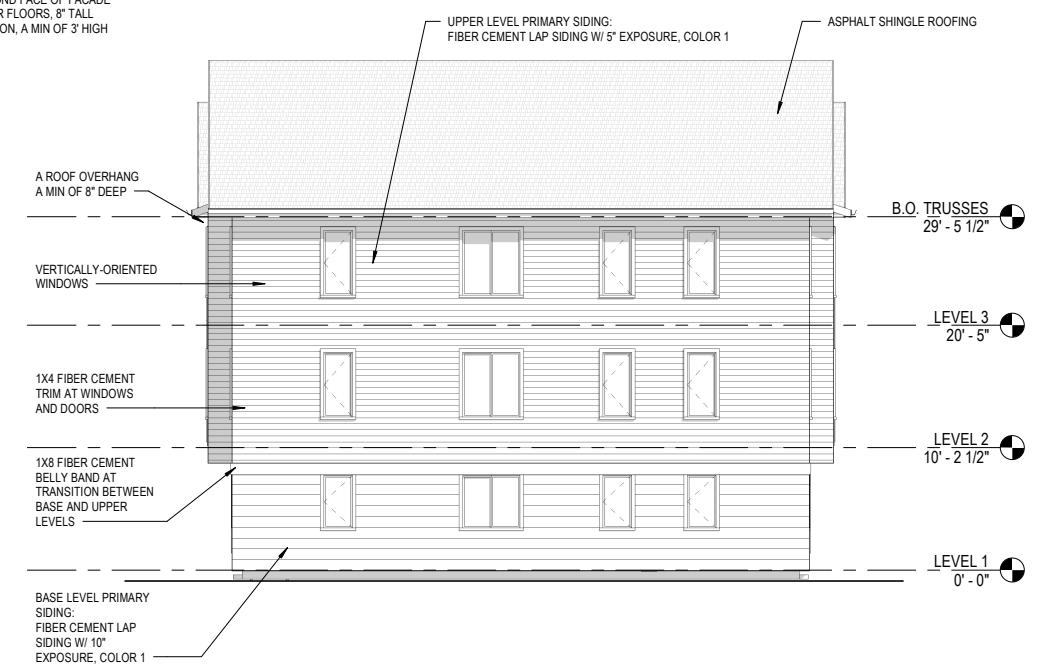 OND FACE OF FACADE
R FLOORS, 8" TALL
ON, A MIN OF 3' HIGH
UPPER LEVEL PRIMARY SIDING:
FIBER CEMENT LAP SIDING W/ 5" EXPOSURE, COLOR 1
ASPHALT SHINGLE ROOFING
A ROOF OVERHANG
A MIN OF 8" DEEP
B.O. TRUSSES
29' - 5 1/2"
VERTICALLY-ORIENTED
WINDOWS
LEVEL 3
20' - 5"
1X4 FIBER CEMENT
TRIM AT WINDOWS
AND DOORS
LEVEL 2
10' - 2 1/2"
1X8 FIBER CEMENT
BELLY BAND AT
TRANSITION BETWEEN
BASE AND UPPER
LEVELS
LEVEL 1
0' - 0"
BASE LEVEL PRIMARY
SIDING:
FIBER CEMENT LAP
SIDING W/ 10"
EXPOSURE, COLOR 1